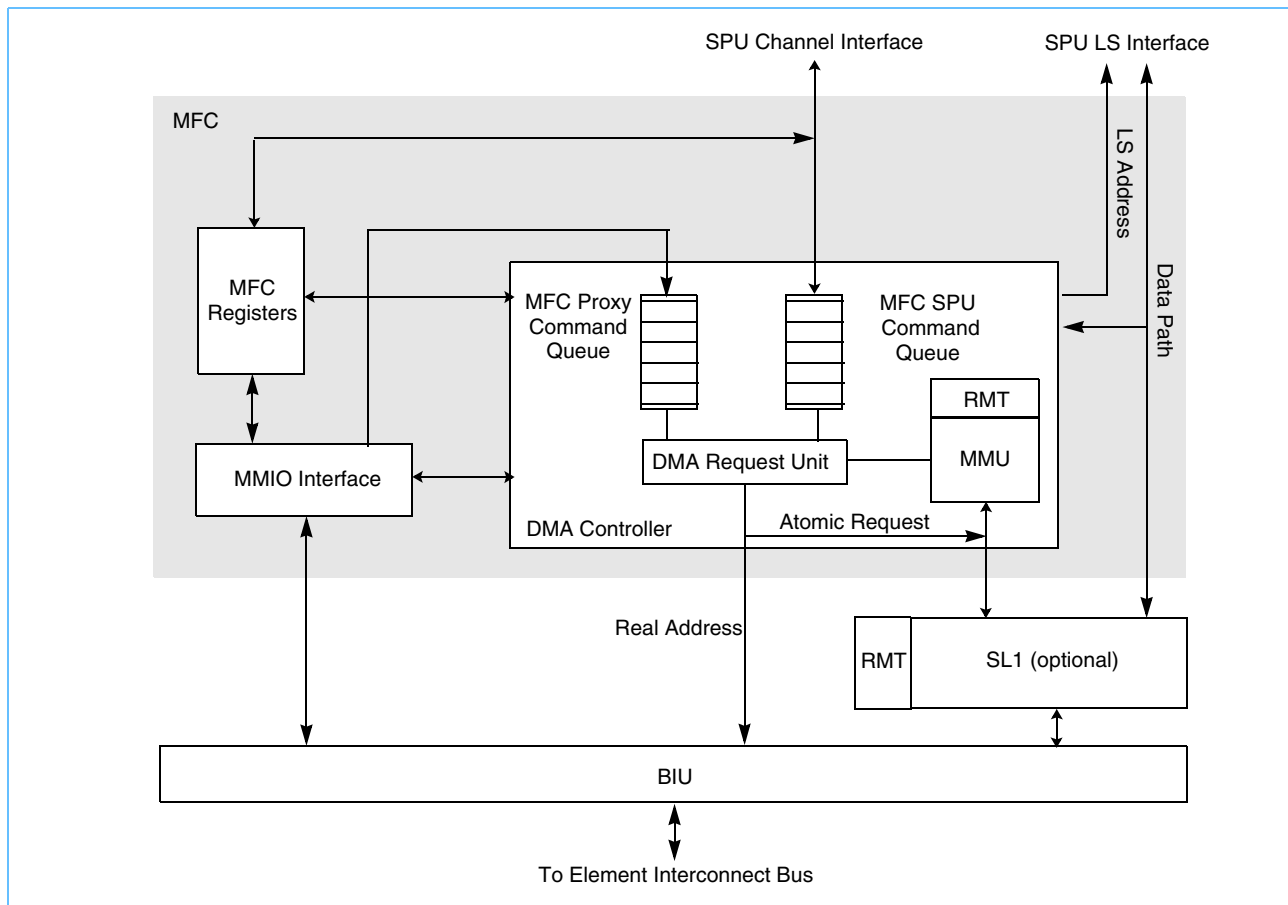 SPU Channel Interface
SPU LS Interface
MFC
LS Address
Data Path
MFC
Registers
MFC Proxy
Command
Queue
MFC SPU
Command
Queue
RMT
MMU
DMA Request Unit
MMIO Interface
Atomic Request
DMA Controller
Real Address
RMT
SL1 (optional)
BIU
To Element Interconnect Bus